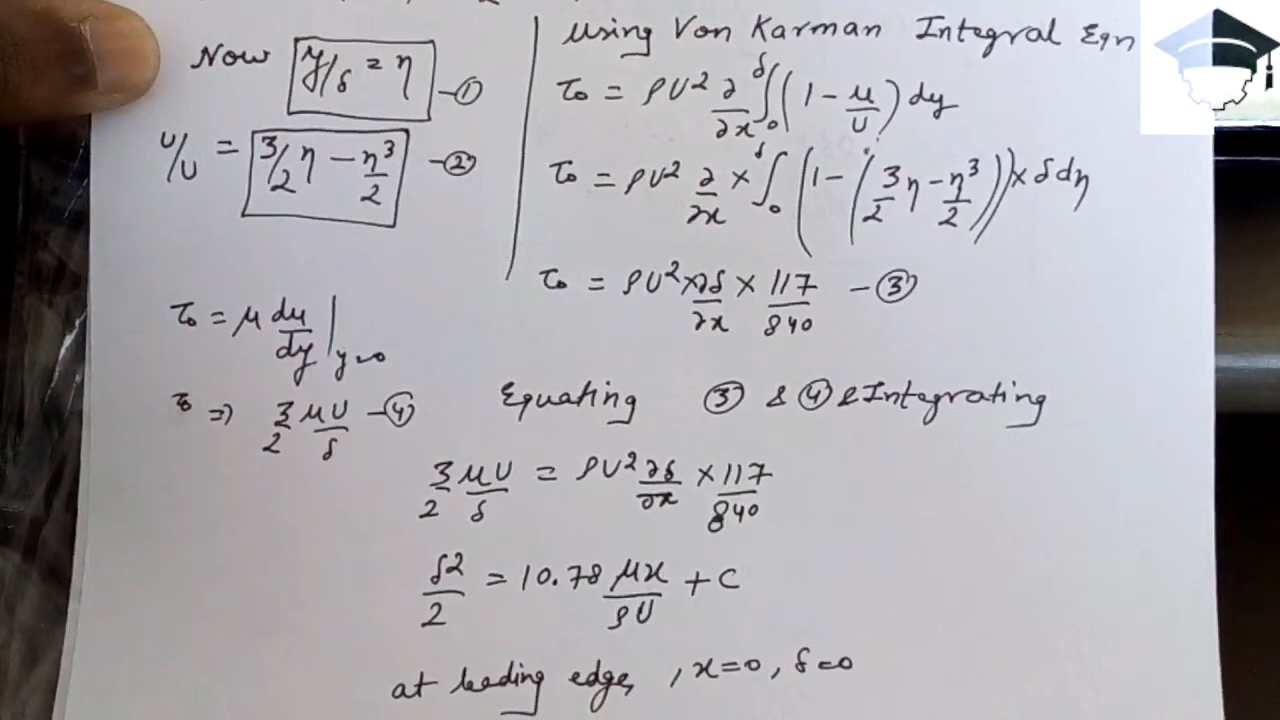 Now y/δ = η -①
u/U = 3/2 η - η³/2 -②
Using Von Karman Integral Eqn
τ₀ = ρU² ∂/∂x ∫₀^δ (1 - u/U) dy
τ₀ = ρU² ∂/∂x × ∫₀^δ (1 - (3/2 η - η³/2)) × δ dη
τ₀ = ρU² × ∂δ/∂x × 117/840 -③
τ₀ = μ du/dy |y=0
τ₀ => 3/2 μU/δ -④
Equating ③ & ④ & Integrating
3/2 μU/δ = ρU² ∂δ/∂x × 117/840
δ²/2 = 10.78 μx/ρU + C
at leading edge, x=0, δ=0